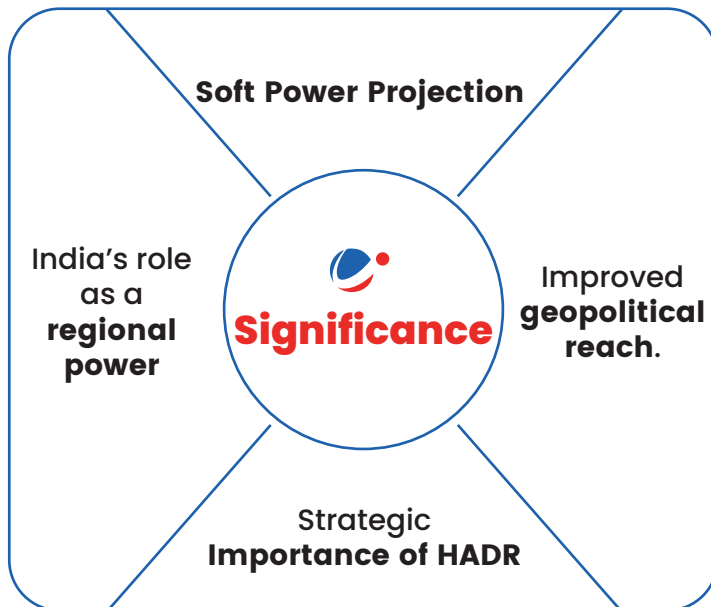 Soft Power Projection
India's role
as a
regional
power
Significance
Improved
geopolitical
reach.
Strategic
Importance of HADR